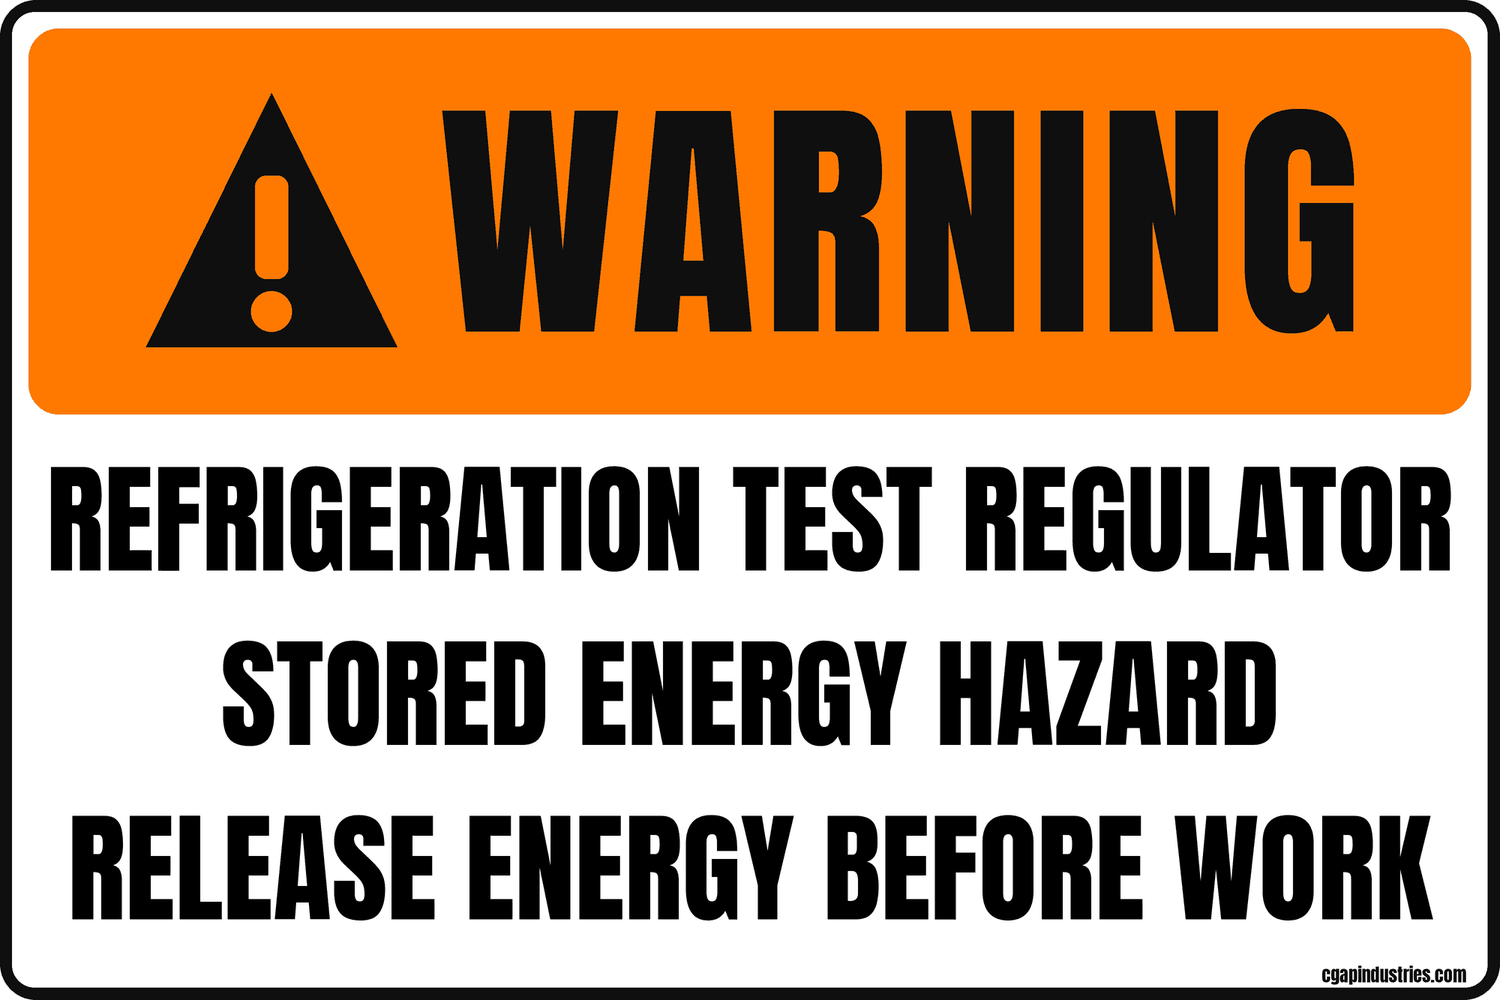 WARNING
REFRIGERATION TEST REGULATOR
STORED ENERGY HAZARD
RELEASE ENERGY BEFORE WORK
cgapindustries.com